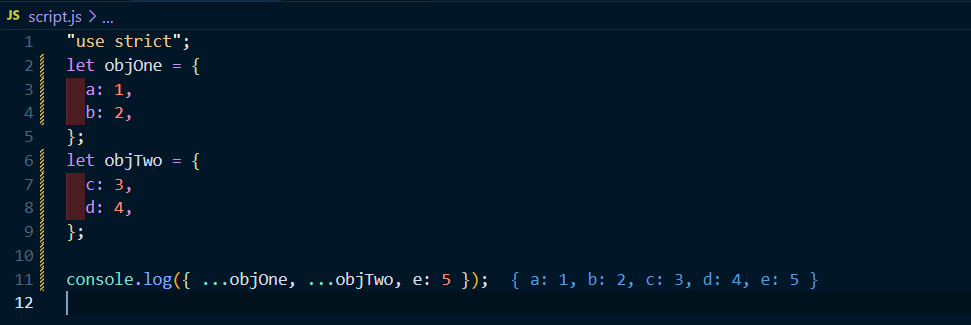 JS script.js > ...
1 "use strict";
2 let objOne = {
3 a: 1,
4 b: 2,
5 };
6 let objTwo = {
7 c: 3,
8 d: 4,
9 };
10
11 console.log({ ...objOne, ...objTwo, e: 5 }); { a: 1, b: 2, c: 3, d: 4, e: 5 }
12